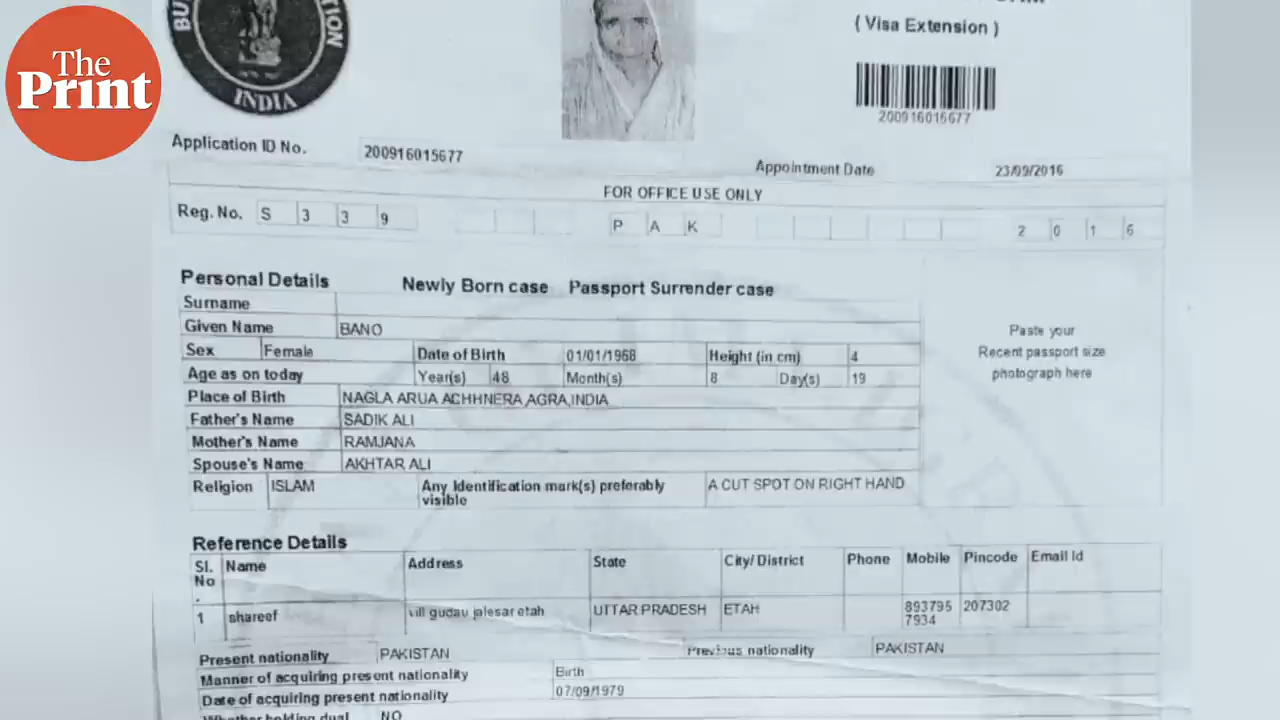 The
Print
INDIA
( Visa Extension )
200916015677
Application ID No. 200916015677
Appointment Date 23/09/2016
FOR OFFICE USE ONLY
Reg. No. S 3 3 9 P A K 2 0 1 6
Personal Details Newly Born case Passport Surrender case
Surname
Given Name BANO
Sex Female Date of Birth 01/01/1968 Height (in cm) 4
Age as on today Year(s) 48 Month(s) 8 Day(s) 19
Place of Birth NAGLA ARUA ACHHNERA,AGRA,INDIA
Father's Name SADIK ALI
Mother's Name RAMJANA
Spouse's Name AKHTAR ALI
Religion ISLAM Any Identification mark(s) preferably visible A CUT SPOT ON RIGHT HAND
Paste your
Recent passport size
photograph here
Reference Details
Sl. No . Name Address State City/ District Phone Mobile Pincode Email Id
1 shareef vill gudau jalesar etah UTTAR PRADESH ETAH 893795 7934 207302
Present nationality PAKISTAN Previous nationality PAKISTAN
Manner of acquiring present nationality Birth
Date of acquiring present nationality 07/09/1979
Whether holding dual NO